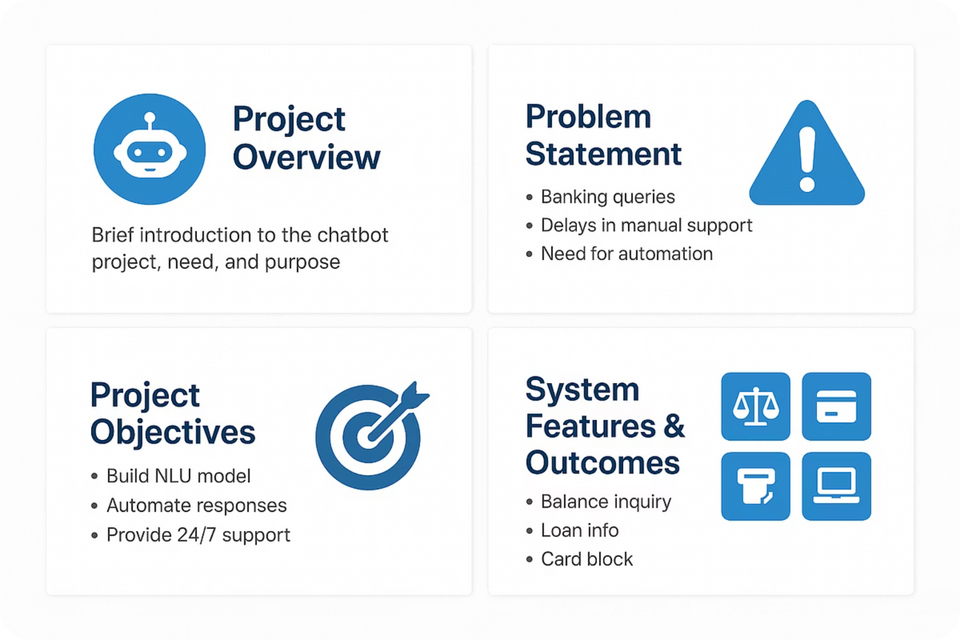 Project
Overview
Brief introduction to the chatbot
project, need, and purpose
Problem
Statement
• Banking queries
• Delays in manual support
• Need for automation
Project
Objectives
• Build NLU model
• Automate responses
• Provide 24/7 support
System
Features &
Outcomes
• Balance inquiry
• Loan info
• Card block